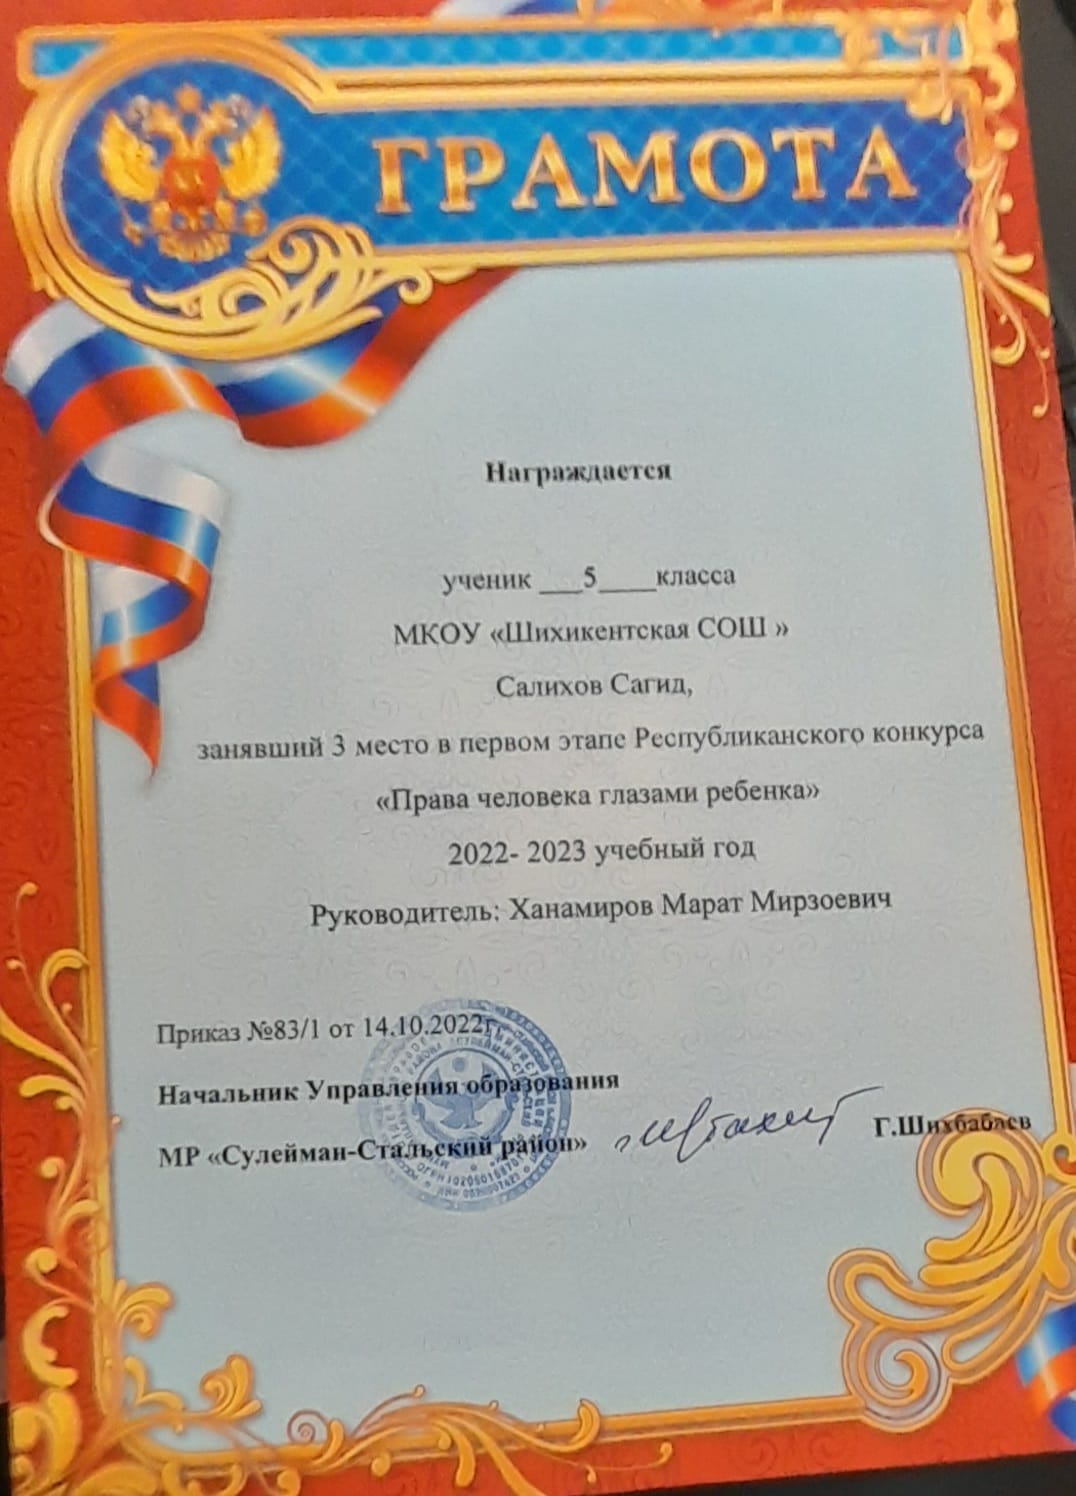 ГРАМОТА
Награждается
ученик ___5____класса
МКОУ «Шихикентская СОШ »
Салихов Сагид,
занявший 3 место в первом этапе Республиканского конкурса
«Права человека глазами ребенка»
2022- 2023 учебный год
Руководитель: Ханамиров Марат Мирзоевич
Приказ №83/1 от 14.10.2022г.
Начальник Управления образования
МР «Сулейман-Стальский район»
Г.Шихбабаев